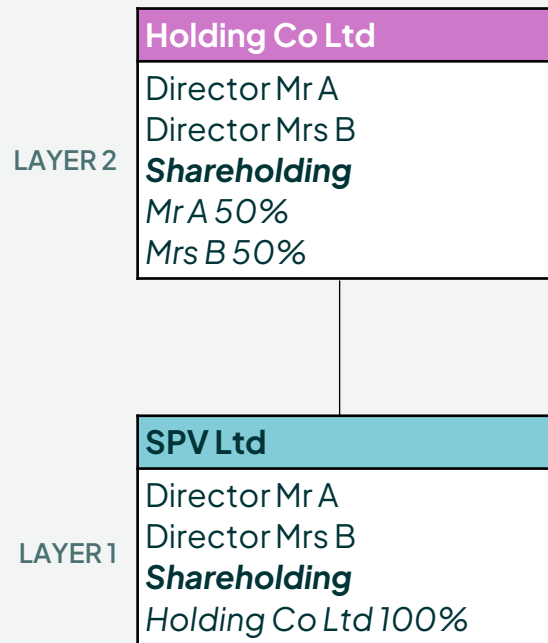 Holding Co Ltd
Director Mr A
Director Mrs B
LAYER 2
Shareholding
Mr A 50%
Mrs B 50%
SPV Ltd
Director Mr A
Director Mrs B
LAYER 1
Shareholding
Holding Co Ltd 100%